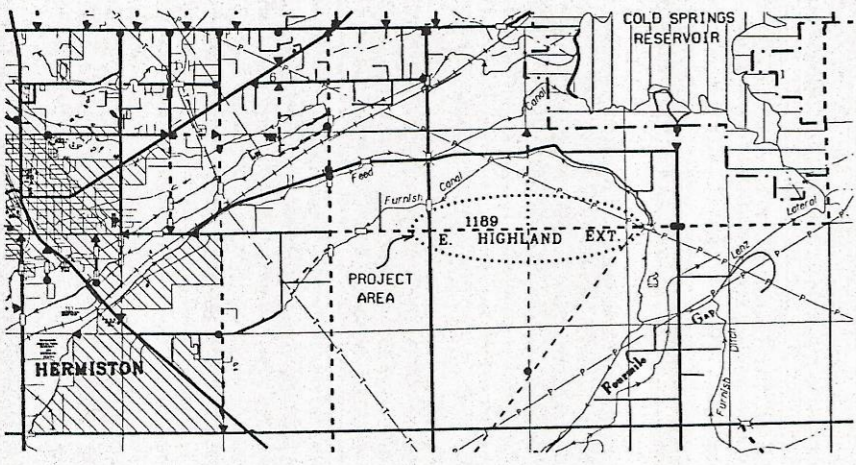 COLD SPRINGS
RESERVOIR
6
Canal
Feed
Canal
Furnish
Lateral
1189
E. HIGHLAND EXT.
PROJECT
AREA
Lenz
Gap
HERMISTON
Fourmile
Furnish
Ditch